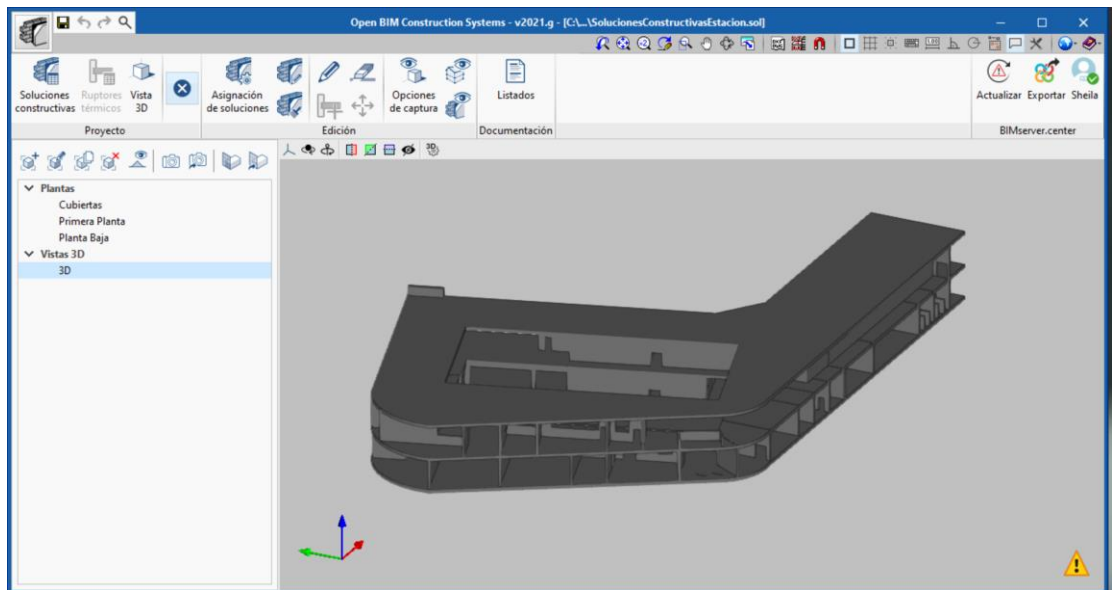 Open BIM Construction Systems - v2021.g - [C:\...\SolucionesConstructivasEstacion.sol]
Soluciones constructivas
Ruptores térmicos
Vista 3D
Asignación de soluciones
Opciones de captura
Listados
Actualizar
Exportar
Sheila
Proyecto
Edición
Documentación
BIMserver.center
Plantas
Cubiertas
Primera Planta
Planta Baja
Vistas 3D
3D